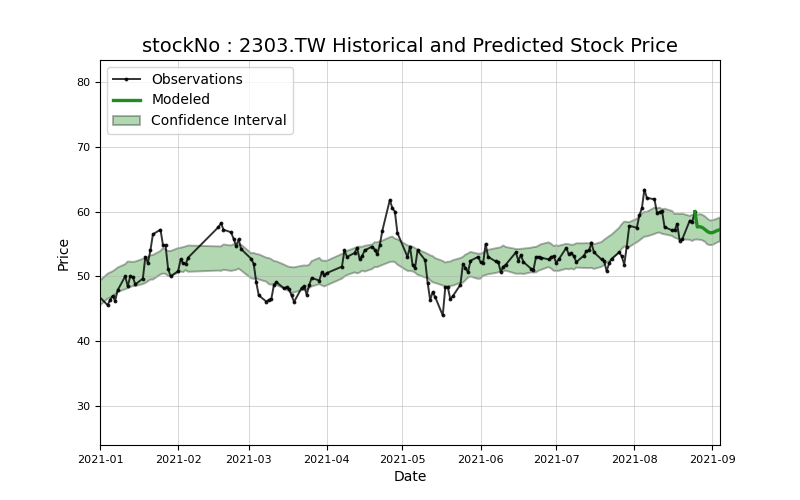 stockNo : 2303.TW Historical and Predicted Stock Price
Observations
Modeled
Confidence Interval
Price
80
70
60
50
40
30
2021-01
2021-02
2021-03
2021-04
2021-05
2021-06
2021-07
2021-08
2021-09
Date